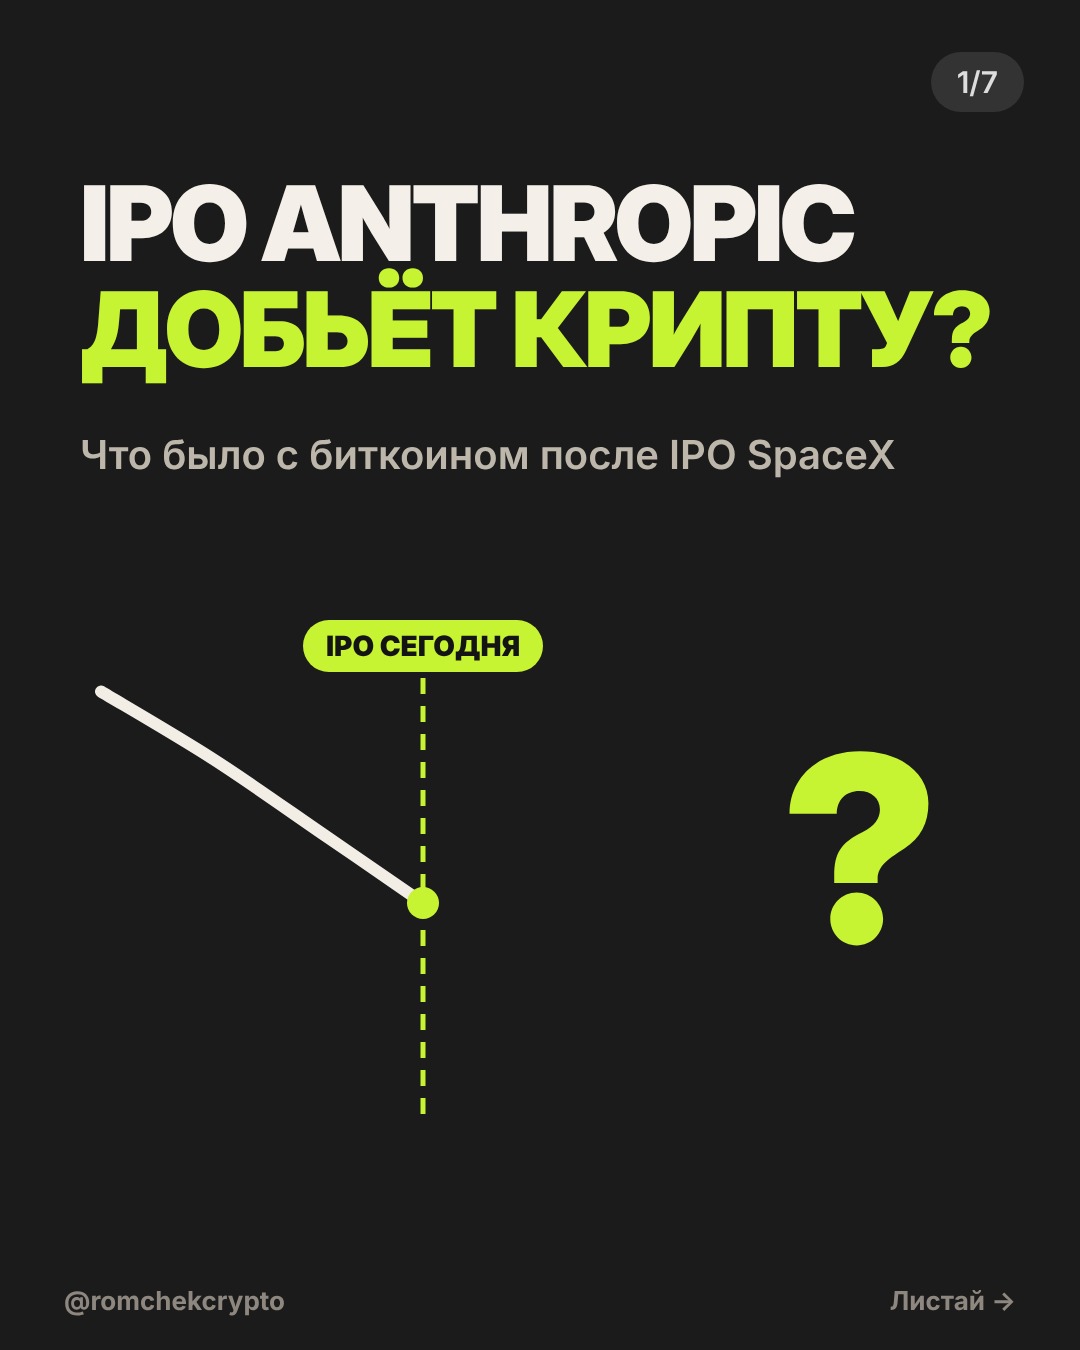 1/7
IPO ANTHROPIC
ДОБЬЁТ КРИПТУ?
Что было с биткоином после IPO SpaceX
IPO СЕГОДНЯ
?
@romchekcrypto
Листай →